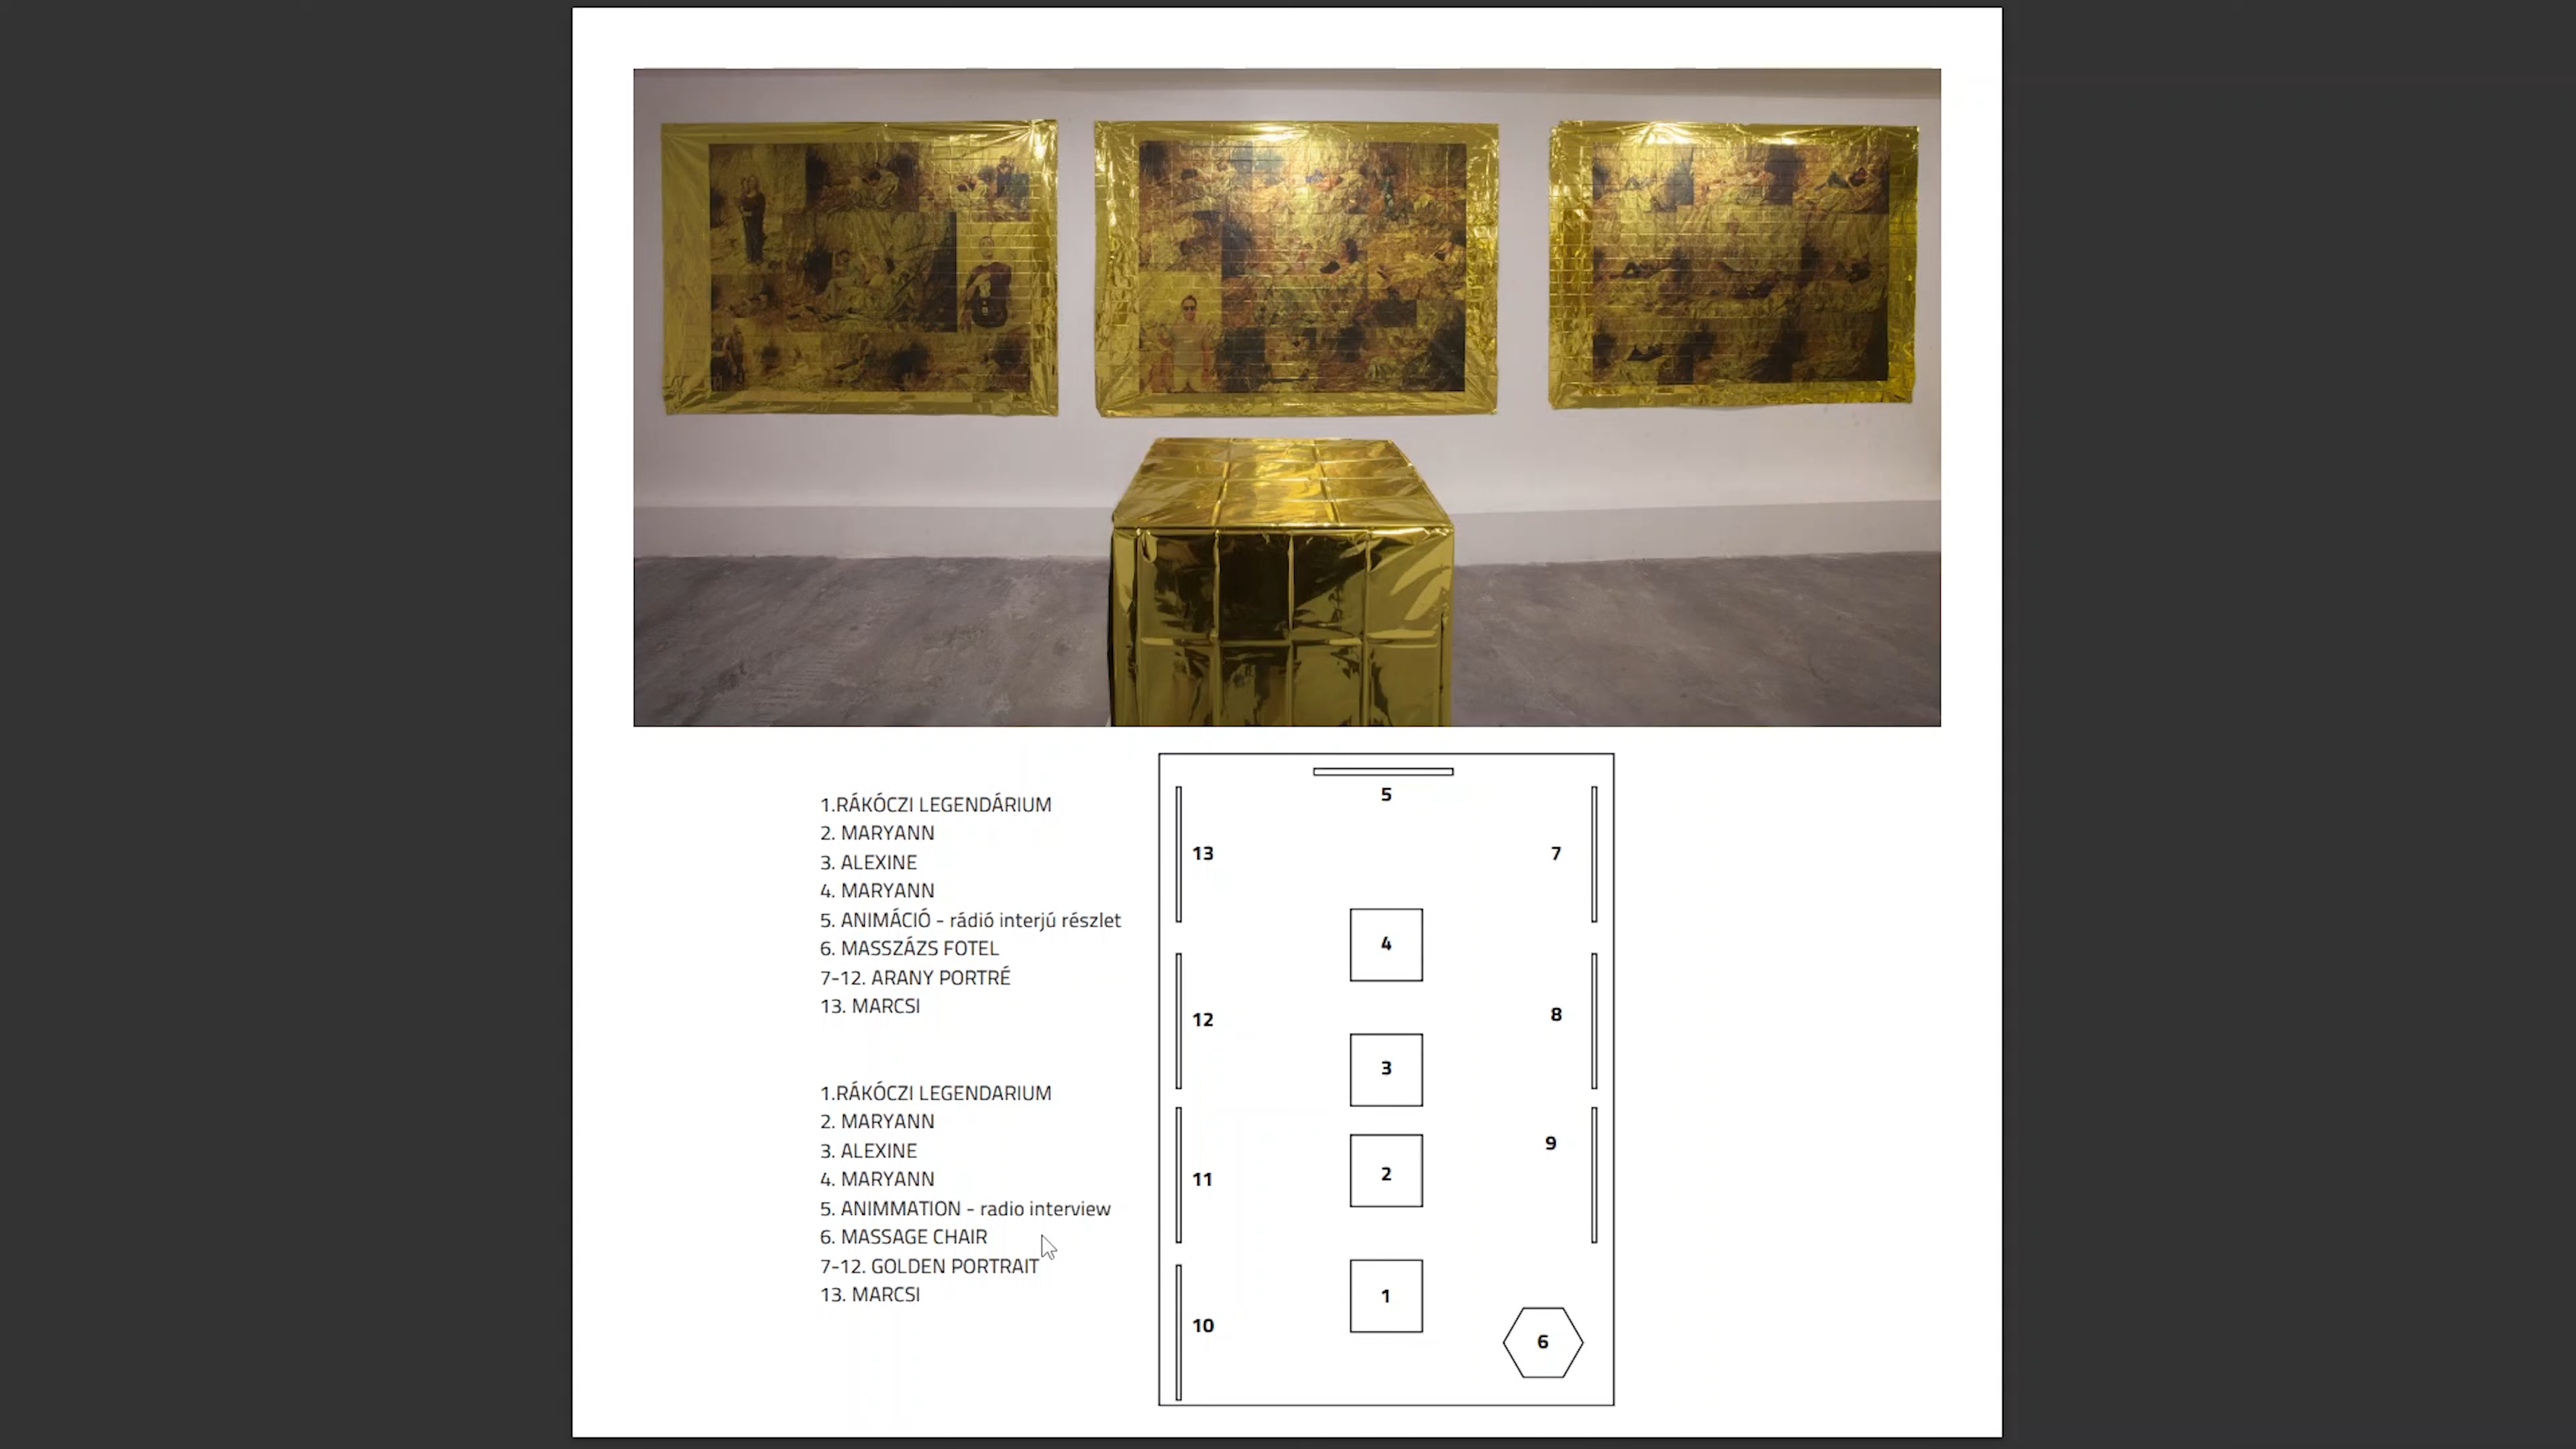 1.RÁKÓCZI LEGENDÁRIUM
2. MARYANN
3. ALEXINE
4. MARYANN
5. ANIMÁCIÓ - rádió interjú részlet
6. MASSZÁZS FOTEL
7-12. ARANY PORTRÉ
13. MARCSI
1.RÁKÓCZI LEGENDARIUM
2. MARYANN
3. ALEXINE
4. MARYANN
5. ANIMMATION - radio interview
6. MASSAGE CHAIR
7-12. GOLDEN PORTRAIT
13. MARCSI
5
13
7
4
12
8
3
9
11
2
1
10
6